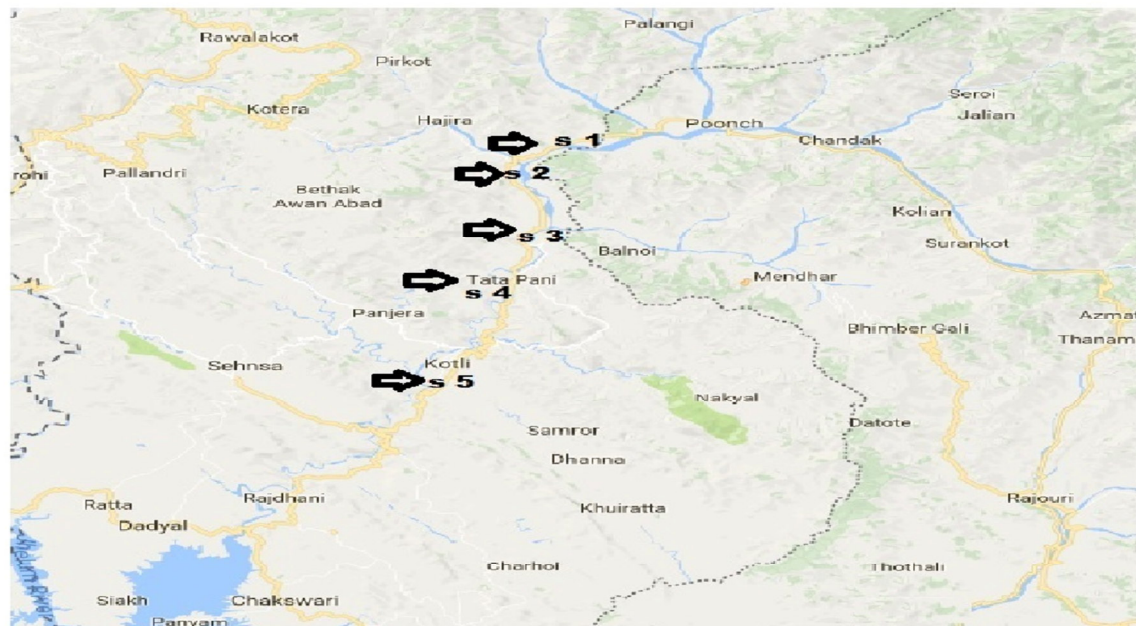 Palangi
Rawalakot
Pirkot
Seroi
Kotera
Jalian
Hajira
Poonch
s 1
Chandak
rohi
Pallandri
s 2
Bethak
Awan Abad
Kolian
s 3
Surankot
Balnoi
Mendhar
Tata Pani
s 4
Panjera
Azmat
Bhimber Gali
Thanam
Kotli
Sehnsa
s 5
Nakyal
Datote
Samror
Dhanna
Rajdhani
Rajouri
Ratta
Khuiratta
Dadyal
Charhoi
Thothali
Siakh
Chakswari
Panyam